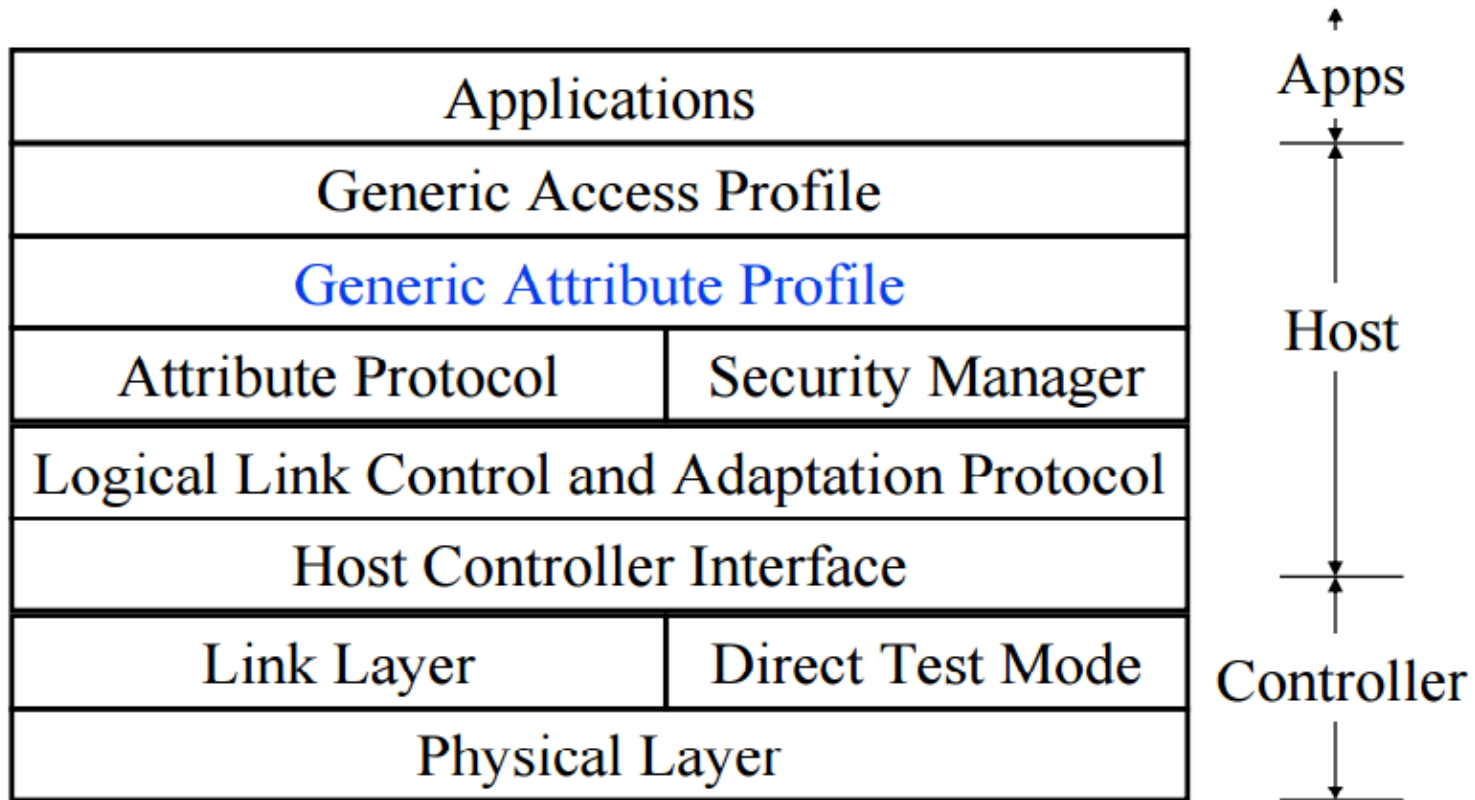 Applications
Generic Access Profile
Generic Attribute Profile
Attribute Protocol
Security Manager
Logical Link Control and Adaptation Protocol
Host Controller Interface
Link Layer
Direct Test Mode
Physical Layer
Apps
Host
Controller